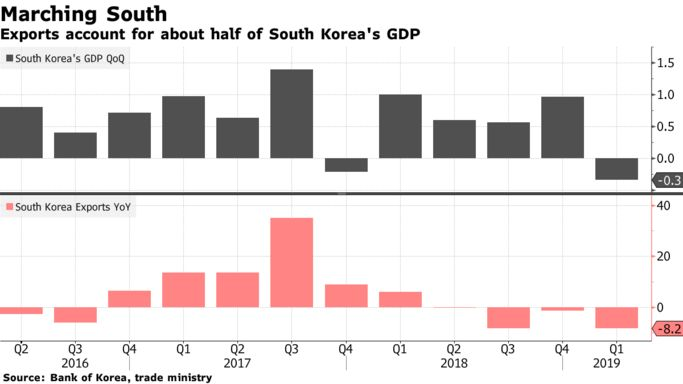 Marching South
Exports account for about half of South Korea's GDP
South Korea's GDP QoQ
1.5
1.0
0.5
0.0
-0.3
South Korea Exports YoY
40
20
0
-8.2
Q2 Q3 Q4 Q1 Q2 Q3 Q4 Q1 Q2 Q3 Q4 Q1
2016 2017 2018 2019
Source: Bank of Korea, trade ministry